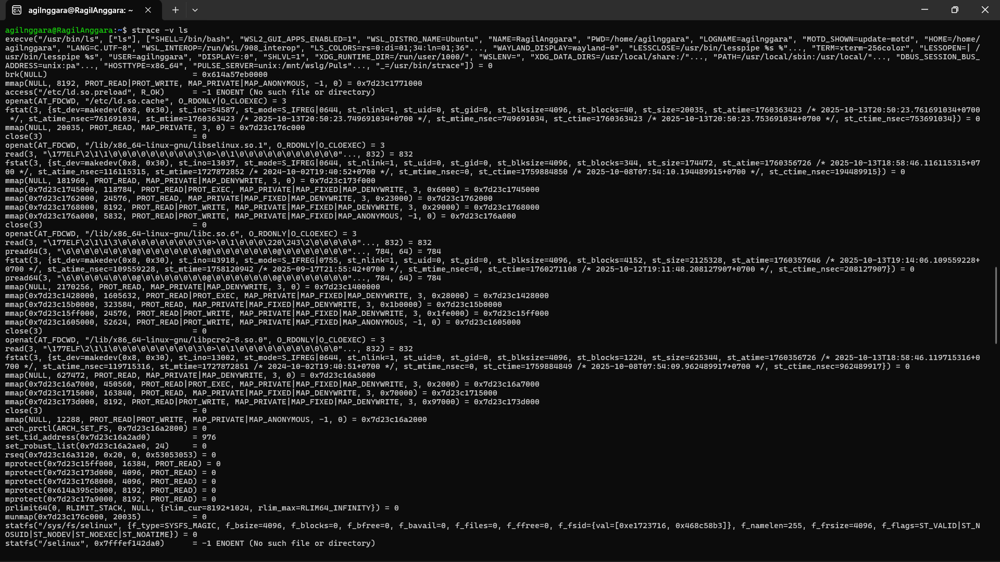 agilnggara@RagilAnggara: ~
agilnggara@RagilAnggara:~$ strace -v ls
execve("/usr/bin/ls", ["ls"], ["SHELL=/bin/bash", "WSL2_GUI_APPS_ENABLED=1", "WSL_DISTRO_NAME=Ubuntu", "NAME=RagilAnggara", "PWD=/home/agilnggara", "LOGNAME=agilnggara", "MOTD_SHOWN=update-motd", "HOME=/home/
agilnggara", "LANG=C.UTF-8", "WSL_INTEROP=/run/WSL/908_interop", "LS_COLORS=rs=0:di=01;34:ln=01;36"..., "WAYLAND_DISPLAY=wayland-0", "LESSCLOSE=/usr/bin/lesspipe %s %"..., "TERM=xterm-256color", "LESSOPEN=| /
usr/bin/lesspipe %s", "USER=agilnggara", "DISPLAY=:0", "SHLVL=1", "XDG_RUNTIME_DIR=/run/user/1000/", "WSLENV=", "XDG_DATA_DIRS=/usr/local/share:/"..., "PATH=/usr/local/sbin:/usr/local/"..., "DBUS_SESSION_BUS_
ADDRESS=unix:pa"..., "HOSTTYPE=x86_64", "PULSE_SERVER=unix:/mnt/wslg/Puls"..., "_=/usr/bin/strace"]) = 0
brk(NULL)                               = 0x614a57eb0000
mmap(NULL, 8192, PROT_READ|PROT_WRITE, MAP_PRIVATE|MAP_ANONYMOUS, -1, 0) = 0x7d23c1771000
access("/etc/ld.so.preload", R_OK)      = -1 ENOENT (No such file or directory)
openat(AT_FDCWD, "/etc/ld.so.cache", O_RDONLY|O_CLOEXEC) = 3
fstat(3, {st_dev=makedev(0x8, 0x30), st_ino=54587, st_mode=S_IFREG|0644, st_nlink=1, st_uid=0, st_gid=0, st_blksize=4096, st_blocks=40, st_size=20035, st_atime=1760363423 /* 2025-10-13T20:50:23.761691034+0700
 */, st_atime_nsec=761691034, st_mtime=1760363423 /* 2025-10-13T20:50:23.749691034+0700 */, st_mtime_nsec=749691034, st_ctime=1760363423 /* 2025-10-13T20:50:23.753691034+0700 */, st_ctime_nsec=753691034}) = 0
mmap(NULL, 20035, PROT_READ, MAP_PRIVATE, 3, 0) = 0x7d23c176c000
close(3)                                = 0
openat(AT_FDCWD, "/lib/x86_64-linux-gnu/libselinux.so.1", O_RDONLY|O_CLOEXEC) = 3
read(3, "\177ELF\2\1\1\0\0\0\0\0\0\0\0\0\3\0>\0\1\0\0\0\0\0\0\0\0\0\0\0"..., 832) = 832
fstat(3, {st_dev=makedev(0x8, 0x30), st_ino=13037, st_mode=S_IFREG|0644, st_nlink=1, st_uid=0, st_gid=0, st_blksize=4096, st_blocks=344, st_size=174472, st_atime=1760356726 /* 2025-10-13T18:58:46.116115315+07
00 */, st_atime_nsec=116115315, st_mtime=1727872852 /* 2024-10-02T19:40:52+0700 */, st_mtime_nsec=0, st_ctime=1759884850 /* 2025-10-08T07:54:10.194489915+0700 */, st_ctime_nsec=194489915}) = 0
mmap(NULL, 181960, PROT_READ, MAP_PRIVATE|MAP_DENYWRITE, 3, 0) = 0x7d23c173f000
mmap(0x7d23c1745000, 118784, PROT_READ|PROT_EXEC, MAP_PRIVATE|MAP_FIXED|MAP_DENYWRITE, 3, 0x6000) = 0x7d23c1745000
mmap(0x7d23c1762000, 24576, PROT_READ, MAP_PRIVATE|MAP_FIXED|MAP_DENYWRITE, 3, 0x23000) = 0x7d23c1762000
mmap(0x7d23c1768000, 8192, PROT_READ|PROT_WRITE, MAP_PRIVATE|MAP_FIXED|MAP_DENYWRITE, 3, 0x29000) = 0x7d23c1768000
mmap(0x7d23c176a000, 5832, PROT_READ|PROT_WRITE, MAP_PRIVATE|MAP_FIXED|MAP_ANONYMOUS, -1, 0) = 0x7d23c176a000
close(3)                                = 0
openat(AT_FDCWD, "/lib/x86_64-linux-gnu/libc.so.6", O_RDONLY|O_CLOEXEC) = 3
read(3, "\177ELF\2\1\1\3\0\0\0\0\0\0\0\0\3\0>\0\1\0\0\0\220\243\2\0\0\0\0\0"..., 832) = 832
pread64(3, "\6\0\0\0\4\0\0\0@\0\0\0\0\0\0\0@\0\0\0\0\0\0\0@\0\0\0\0\0\0\0"..., 784, 64) = 784
fstat(3, {st_dev=makedev(0x8, 0x30), st_ino=43918, st_mode=S_IFREG|0755, st_nlink=1, st_uid=0, st_gid=0, st_blksize=4096, st_blocks=4152, st_size=2125328, st_atime=1760357646 /* 2025-10-13T19:14:06.109559228+
0700 */, st_atime_nsec=109559228, st_mtime=1758120942 /* 2025-09-17T21:55:42+0700 */, st_mtime_nsec=0, st_ctime=1760271108 /* 2025-10-12T19:11:48.208127907+0700 */, st_ctime_nsec=208127907}) = 0
pread64(3, "\6\0\0\0\4\0\0\0@\0\0\0\0\0\0\0@\0\0\0\0\0\0\0@\0\0\0\0\0\0\0"..., 784, 64) = 784
mmap(NULL, 2170256, PROT_READ, MAP_PRIVATE|MAP_DENYWRITE, 3, 0) = 0x7d23c1400000
mmap(0x7d23c1428000, 1605632, PROT_READ|PROT_EXEC, MAP_PRIVATE|MAP_FIXED|MAP_DENYWRITE, 3, 0x28000) = 0x7d23c1428000
mmap(0x7d23c15b0000, 323584, PROT_READ, MAP_PRIVATE|MAP_FIXED|MAP_DENYWRITE, 3, 0x1b0000) = 0x7d23c15b0000
mmap(0x7d23c15ff000, 24576, PROT_READ|PROT_WRITE, MAP_PRIVATE|MAP_FIXED|MAP_DENYWRITE, 3, 0x1fe000) = 0x7d23c15ff000
mmap(0x7d23c1605000, 52624, PROT_READ|PROT_WRITE, MAP_PRIVATE|MAP_FIXED|MAP_ANONYMOUS, -1, 0) = 0x7d23c1605000
close(3)                                = 0
openat(AT_FDCWD, "/lib/x86_64-linux-gnu/libpcre2-8.so.0", O_RDONLY|O_CLOEXEC) = 3
read(3, "\177ELF\2\1\1\0\0\0\0\0\0\0\0\0\3\0>\0\1\0\0\0\0\0\0\0\0\0\0\0"..., 832) = 832
fstat(3, {st_dev=makedev(0x8, 0x30), st_ino=13002, st_mode=S_IFREG|0644, st_nlink=1, st_uid=0, st_gid=0, st_blksize=4096, st_blocks=1224, st_size=625344, st_atime=1760356726 /* 2025-10-13T18:58:46.119715316+0
700 */, st_atime_nsec=119715316, st_mtime=1727872851 /* 2024-10-02T19:40:51+0700 */, st_mtime_nsec=0, st_ctime=1759884849 /* 2025-10-08T07:54:09.962489917+0700 */, st_ctime_nsec=962489917}) = 0
mmap(NULL, 627472, PROT_READ, MAP_PRIVATE|MAP_DENYWRITE, 3, 0) = 0x7d23c16a5000
mmap(0x7d23c16a7000, 450560, PROT_READ|PROT_EXEC, MAP_PRIVATE|MAP_FIXED|MAP_DENYWRITE, 3, 0x2000) = 0x7d23c16a7000
mmap(0x7d23c1715000, 163840, PROT_READ, MAP_PRIVATE|MAP_FIXED|MAP_DENYWRITE, 3, 0x70000) = 0x7d23c1715000
mmap(0x7d23c173d000, 8192, PROT_READ|PROT_WRITE, MAP_PRIVATE|MAP_FIXED|MAP_DENYWRITE, 3, 0x97000) = 0x7d23c173d000
close(3)                                = 0
mmap(NULL, 12288, PROT_READ|PROT_WRITE, MAP_PRIVATE|MAP_ANONYMOUS, -1, 0) = 0x7d23c16a2000
arch_prctl(ARCH_SET_FS, 0x7d23c16a2800) = 0
set_tid_address(0x7d23c16a2ad0)         = 976
set_robust_list(0x7d23c16a2ae0, 24)     = 0
rseq(0x7d23c16a3120, 0x20, 0, 0x53053053) = 0
mprotect(0x7d23c15ff000, 16384, PROT_READ) = 0
mprotect(0x7d23c173d000, 4096, PROT_READ) = 0
mprotect(0x7d23c1768000, 4096, PROT_READ) = 0
mprotect(0x614a395cb000, 8192, PROT_READ) = 0
mprotect(0x7d23c17a9000, 8192, PROT_READ) = 0
prlimit64(0, RLIMIT_STACK, NULL, {rlim_cur=8192*1024, rlim_max=RLIM64_INFINITY}) = 0
munmap(0x7d23c176c000, 20035)           = 0
statfs("/sys/fs/selinux", {f_type=SYSFS_MAGIC, f_bsize=4096, f_blocks=0, f_bfree=0, f_bavail=0, f_files=0, f_ffree=0, f_fsid={val=[0xe1723716, 0x468c58b3]}, f_namelen=255, f_frsize=4096, f_flags=ST_VALID|ST_N
OSUID|ST_NODEV|ST_NOEXEC|ST_NOATIME}) = 0
statfs("/selinux", 0x7fffef142da0)      = -1 ENOENT (No such file or directory)